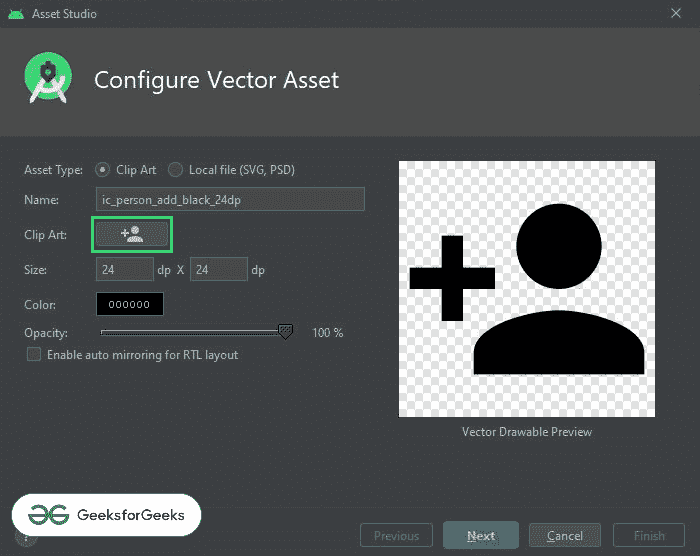 Asset Studio
Configure Vector Asset
Asset Type: Clip Art Local file (SVG, PSD)
Name: ic_person_add_black_24dp
Clip Art:
Size: 24 dp X 24 dp
Color: 000000
Opacity: 100 %
Enable auto mirroring for RTL layout
Vector Drawable Preview
GeeksforGeeks
?
Previous Next Cancel Finish